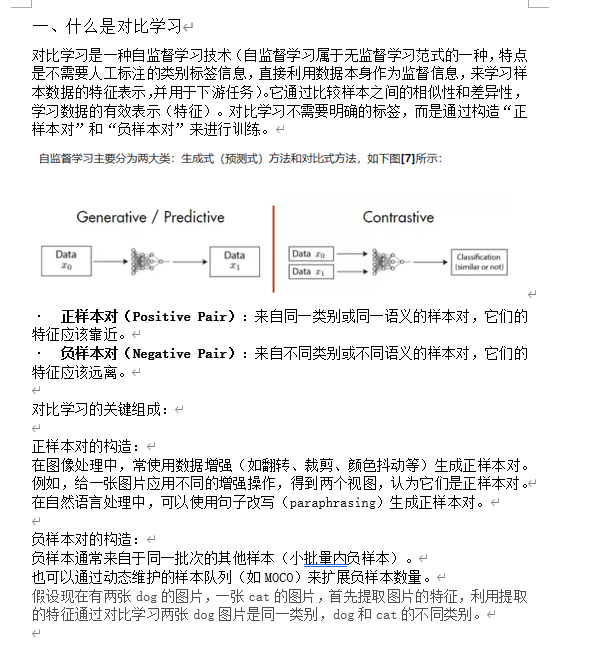 一、什么是对比学习
对比学习是一种自监督学习技术（自监督学习属于无监督学习范式的一种，特点
是不需要人工标注的类别标签信息，直接利用数据本身作为监督信息，来学习样
本数据的特征表示，并用于下游任务）。它通过比较样本之间的相似性和差异性，
学习数据的有效表示（特征）。对比学习不需要明确的标签，而是通过构造“正
样本对”和“负样本对”来进行训练。
自监督学习主要分为两大类：生成式（预测式）方法和对比式方法，如下图[7]所示：
Generative / Predictive
Data
x0
Data
x1
Contrastive
Data x0
Data x1
Classification
(similar or not)
· 正样本对（Positive Pair）：来自同一类别或同一语义的样本对，它们的
特征应该靠近。
· 负样本对（Negative Pair）：来自不同类别或不同语义的样本对，它们的
特征应该远离。
对比学习的关键组成：
正样本对的构造：
在图像处理中，常使用数据增强（如翻转、裁剪、颜色抖动等）生成正样本对。
例如，给一张图片应用不同的增强操作，得到两个视图，认为它们是正样本对。
在自然语言处理中，可以使用句子改写（paraphrasing）生成正样本对。
负样本对的构造：
负样本通常来自于同一批次的其他样本（小批量内负样本）。
也可以通过动态维护的样本队列（如 MOCO）来扩展负样本数量。
假设现在有两张 dog 的图片，一张 cat 的图片，首先提取图片的特征，利用提取
的特征通过对比学习两张 dog 图片是同一类别，dog 和 cat 的不同类别。